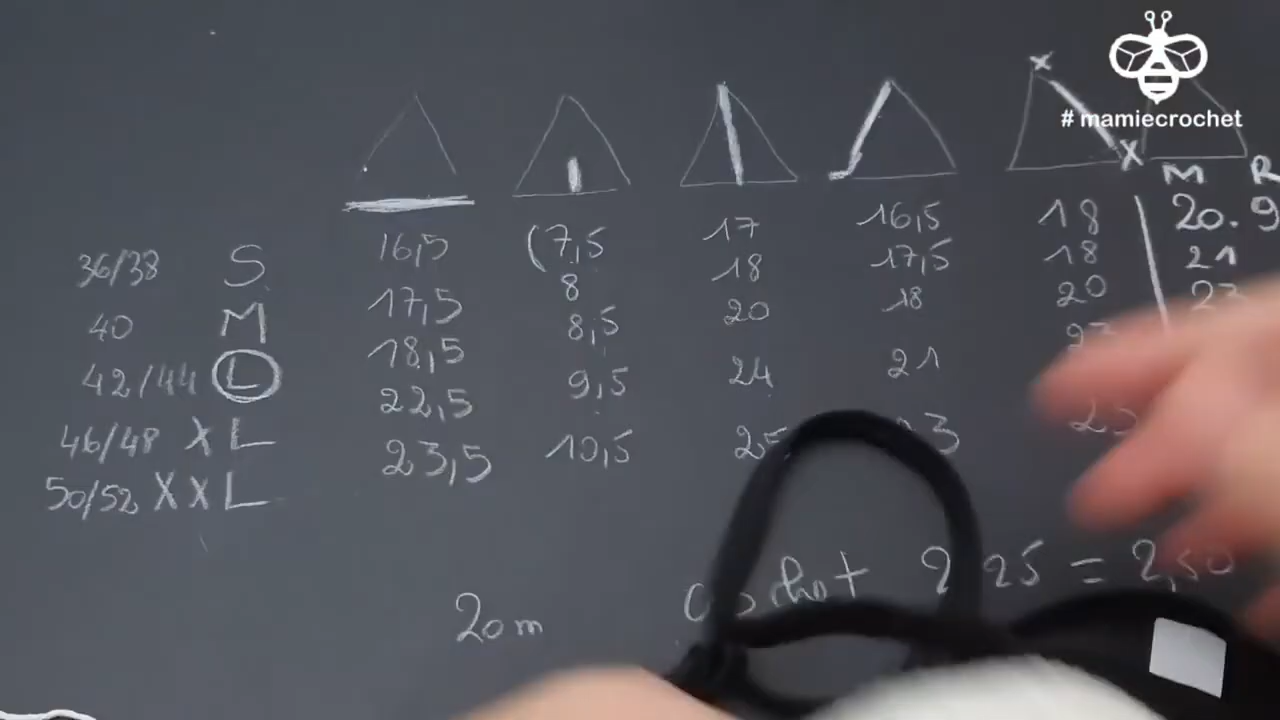 # mamiecrochet
x
x
M R
36/38 S 16,5 (7,5 17 16,5 18 20. 9
40 M 17,5 8 18 17,5 18 21
42/44 L 18,5 8,5 20 18 20
46/48 XL 22,5 9,5 24 21
50/52 XXL 23,5 10,5
20m 25 = 2,50